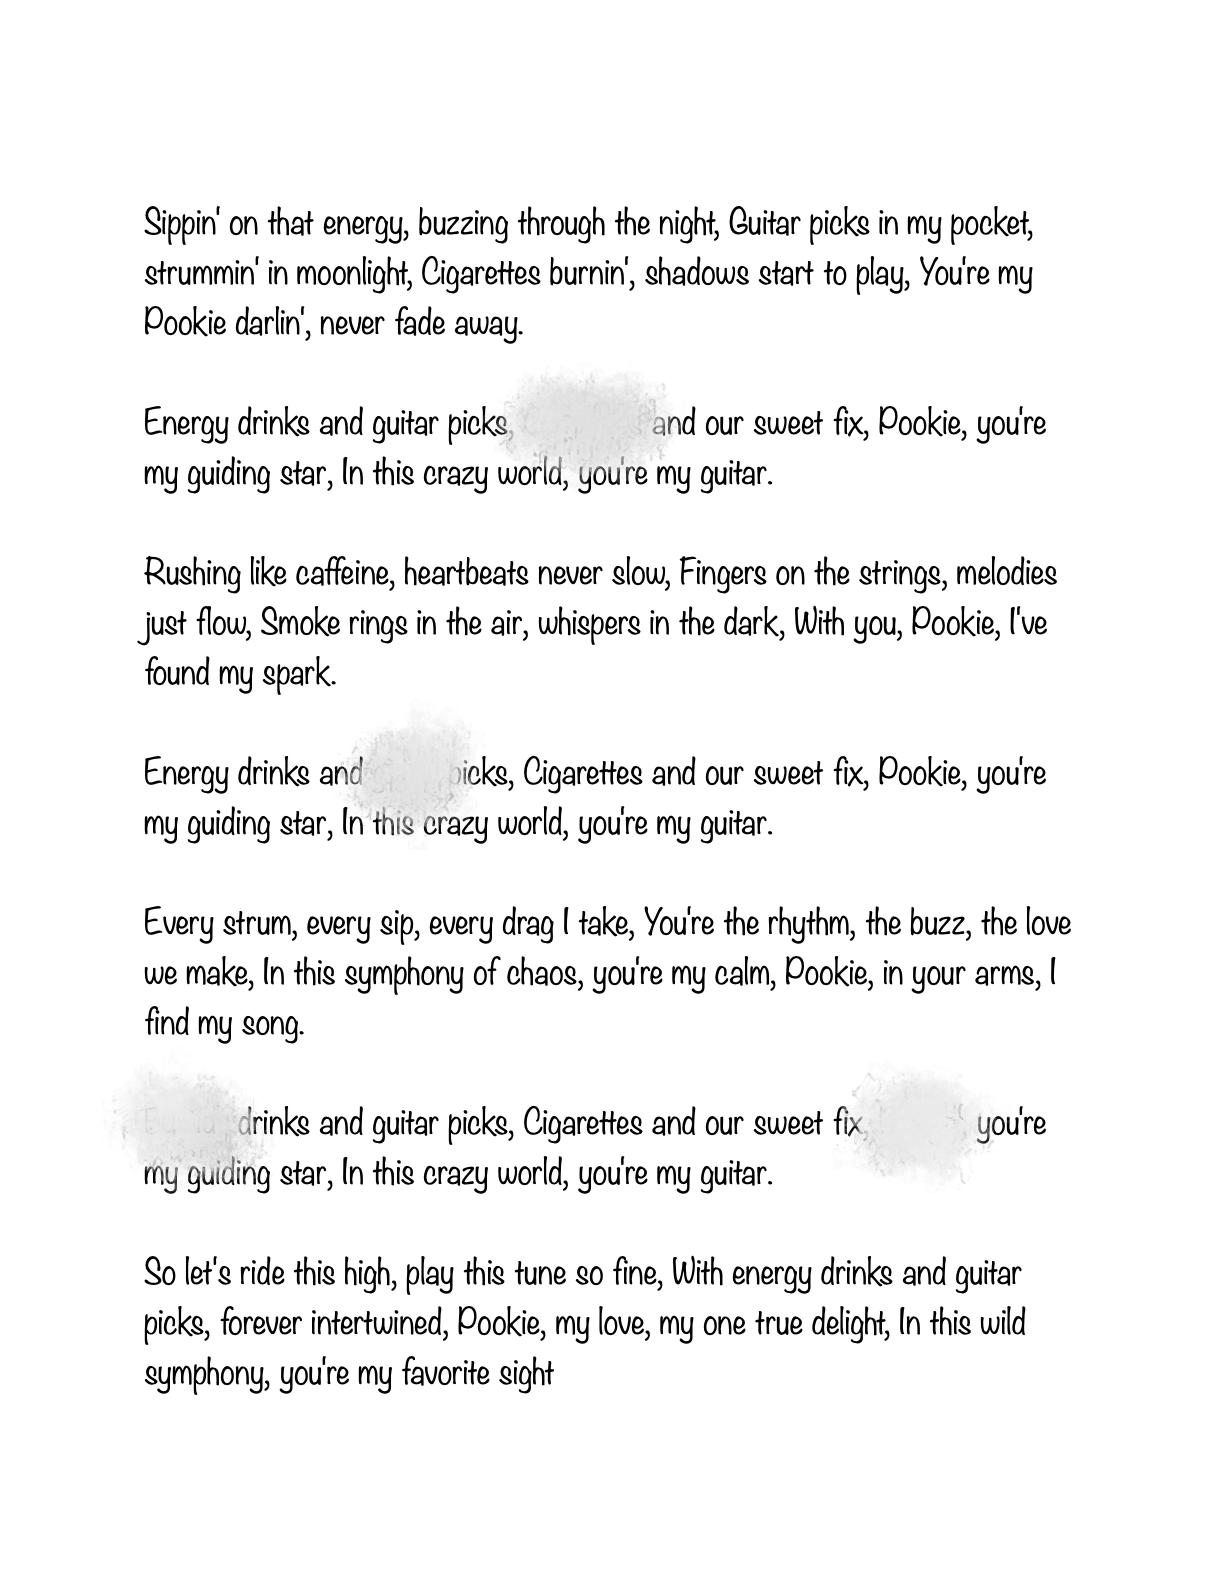 Sippin' on that energy, buzzing through the night, Guitar picks in my pocket,
strummin' in moonlight, Cigarettes burnin', shadows start to play, You're my
Pookie darlin', never fade away.
Energy drinks and guitar picks, and our sweet fix, Pookie, you're
my guiding star, In this crazy world, you're my guitar.
Rushing like caffeine, heartbeats never slow, Fingers on the strings, melodies
just flow, Smoke rings in the air, whispers in the dark, With you, Pookie, I've
found my spark.
Energy drinks and picks, Cigarettes and our sweet fix, Pookie, you're
my guiding star, In this crazy world, you're my guitar.
Every strum, every sip, every drag I take, You're the rhythm, the buzz, the love
we make, In this symphony of chaos, you're my calm, Pookie, in your arms, I
find my song.
drinks and guitar picks, Cigarettes and our sweet fix, you're
my guiding star, In this crazy world, you're my guitar.
So let's ride this high, play this tune so fine, With energy drinks and guitar
picks, forever intertwined, Pookie, my love, my one true delight, In this wild
symphony, you're my favorite sight